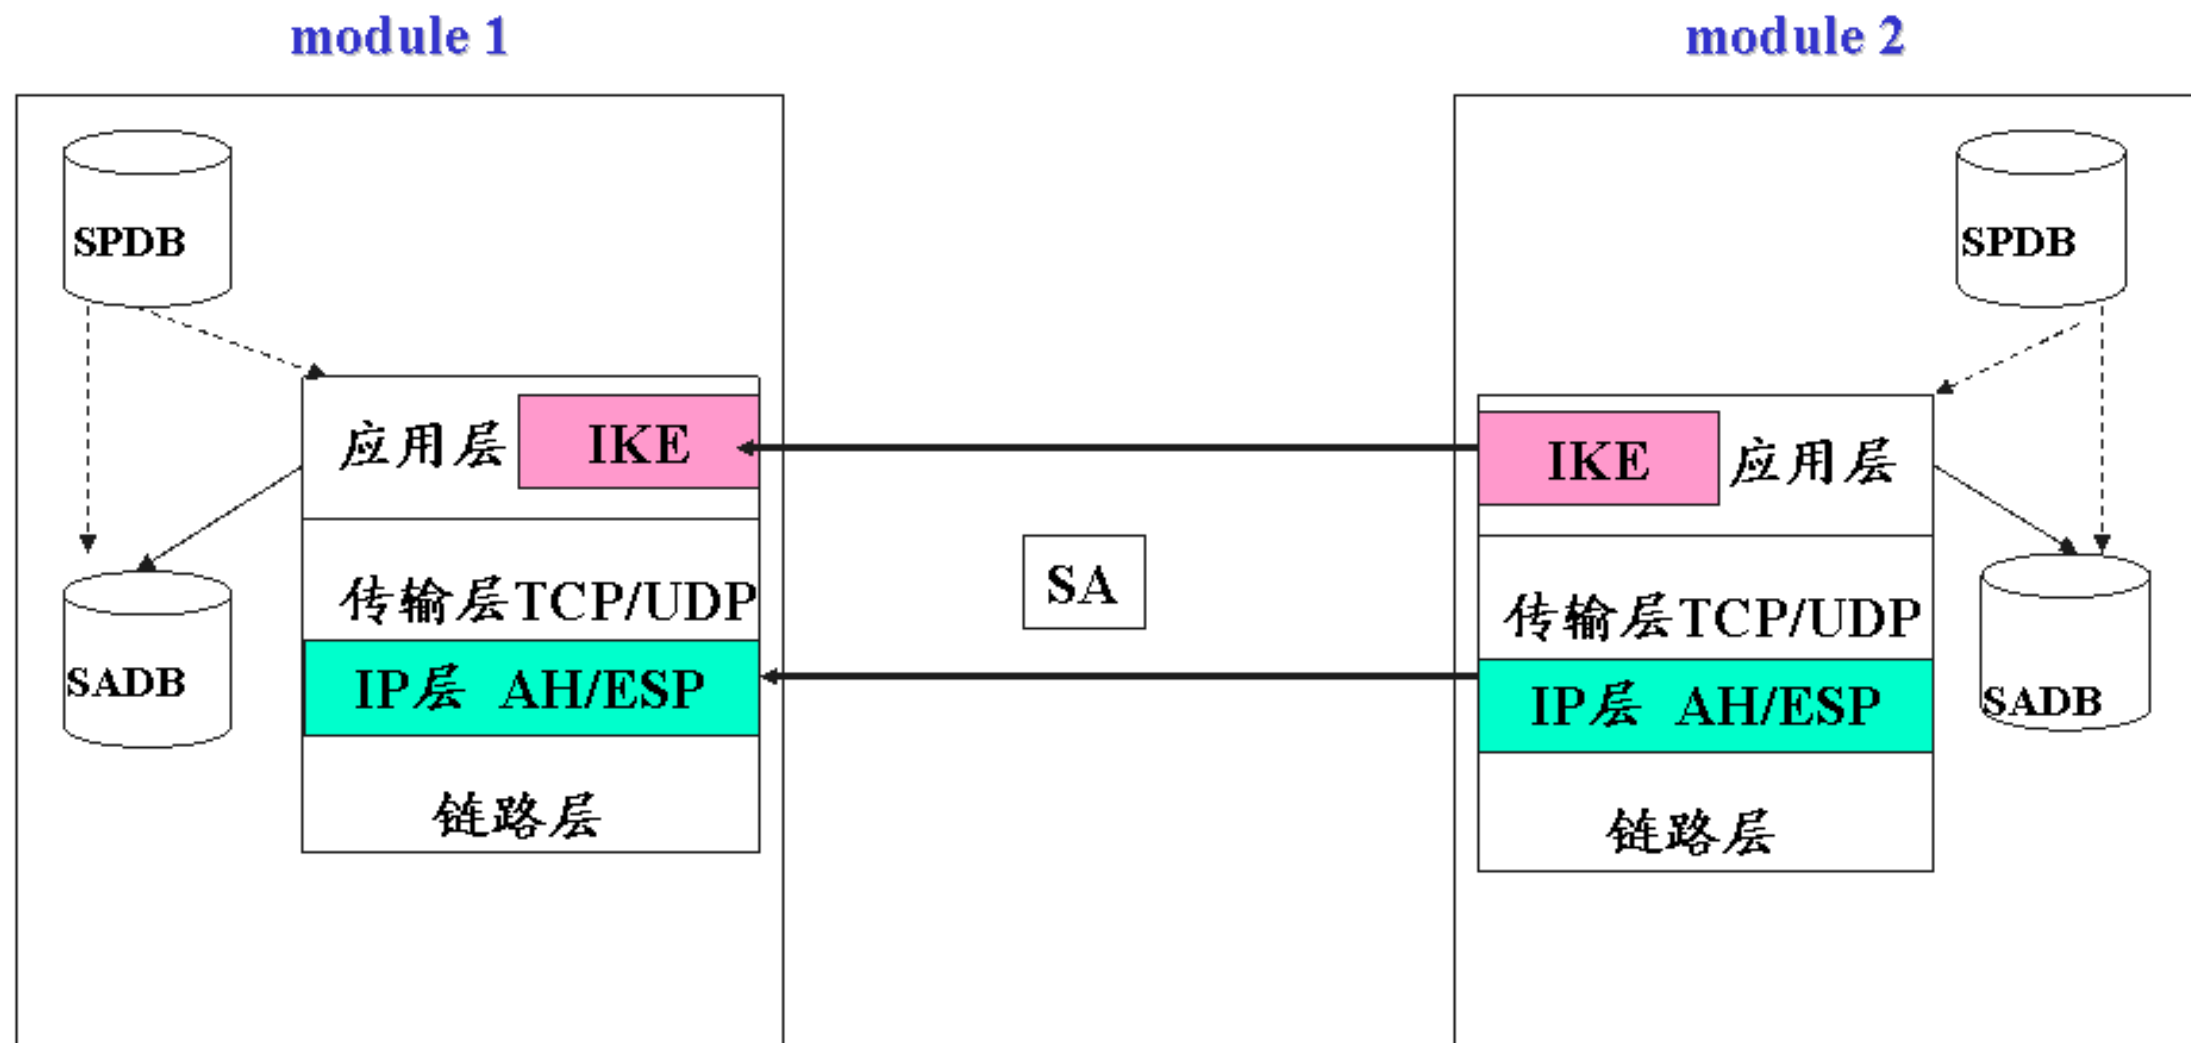 module 1
module 2
SPDB
SPDB
应用层 IKE
IKE 应用层
SA
传输层TCP/UDP
传输层TCP/UDP
SADB
IP层 AH/ESP
IP层 AH/ESP
SADB
链路层
链路层